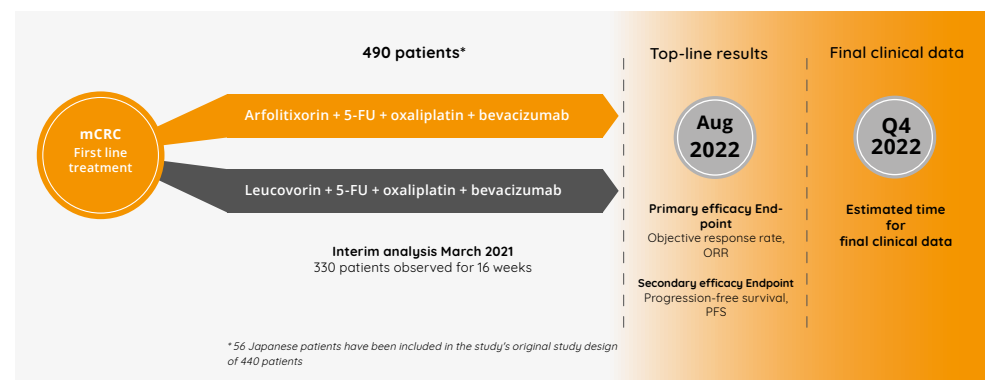 490 patients*
Top-line results
Final clinical data
mCRC
First line
treatment
Arfolitixorin + 5-FU + oxaliplatin + bevacizumab
Leucovorin + 5-FU + oxaliplatin + bevacizumab
Aug
2022
Q4
2022
Interim analysis March 2021
330 patients observed for 16 weeks
Primary efficacy End-
point
Objective response rate,
ORR
Secondary efficacy Endpoint
Progression-free survival,
PFS
Estimated time
for
final clinical data
* 56 Japanese patients have been included in the study's original study design
of 440 patients